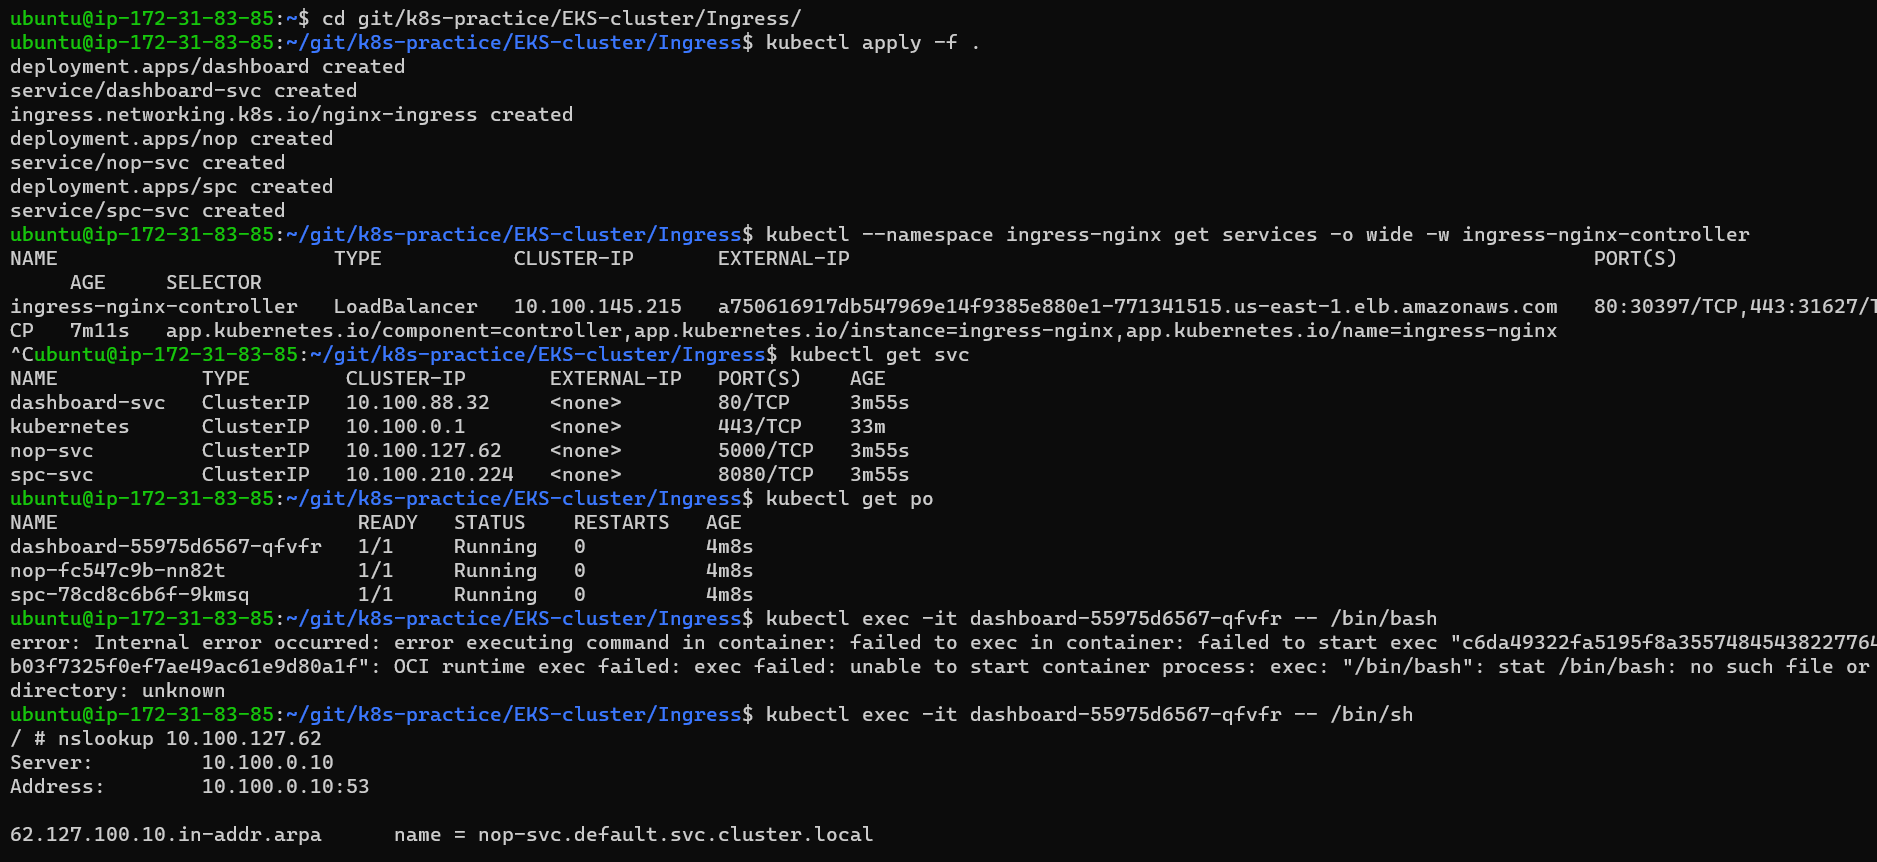 ubuntu@ip-172-31-83-85:~$ cd git/k8s-practice/EKS-cluster/Ingress/
ubuntu@ip-172-31-83-85:~/git/k8s-practice/EKS-cluster/Ingress$ kubectl apply -f .
deployment.apps/dashboard created
service/dashboard-svc created
ingress.networking.k8s.io/nginx-ingress created
deployment.apps/nop created
service/nop-svc created
deployment.apps/spc created
service/spc-svc created
ubuntu@ip-172-31-83-85:~/git/k8s-practice/EKS-cluster/Ingress$ kubectl --namespace ingress-nginx get services -o wide -w ingress-nginx-controller
NAME                       TYPE           CLUSTER-IP       EXTERNAL-IP                                                              PORT(S)
     AGE     SELECTOR
ingress-nginx-controller   LoadBalancer   10.100.145.215   a750616917db547969e14f9385e880e1-771341515.us-east-1.elb.amazonaws.com   80:30397/TCP,443:31627/T
CP   7m11s   app.kubernetes.io/component=controller,app.kubernetes.io/instance=ingress-nginx,app.kubernetes.io/name=ingress-nginx
^Cubuntu@ip-172-31-83-85:~/git/k8s-practice/EKS-cluster/Ingress$ kubectl get svc
NAME            TYPE        CLUSTER-IP       EXTERNAL-IP   PORT(S)    AGE
dashboard-svc   ClusterIP   10.100.88.32     <none>        80/TCP     3m55s
kubernetes      ClusterIP   10.100.0.1       <none>        443/TCP    33m
nop-svc         ClusterIP   10.100.127.62    <none>        5000/TCP   3m55s
spc-svc         ClusterIP   10.100.210.224   <none>        8080/TCP   3m55s
ubuntu@ip-172-31-83-85:~/git/k8s-practice/EKS-cluster/Ingress$ kubectl get po
NAME                         READY   STATUS    RESTARTS   AGE
dashboard-55975d6567-qfvfr   1/1     Running   0          4m8s
nop-fc547c9b-nn82t           1/1     Running   0          4m8s
spc-78cd8c6b6f-9kmsq         1/1     Running   0          4m8s
ubuntu@ip-172-31-83-85:~/git/k8s-practice/EKS-cluster/Ingress$ kubectl exec -it dashboard-55975d6567-qfvfr -- /bin/bash
error: Internal error occurred: error executing command in container: failed to exec in container: failed to start exec "c6da49322fa5195f8a35574845438227764
b03f7325f0ef7ae49ac61e9d80a1f": OCI runtime exec failed: exec failed: unable to start container process: exec: "/bin/bash": stat /bin/bash: no such file or
directory: unknown
ubuntu@ip-172-31-83-85:~/git/k8s-practice/EKS-cluster/Ingress$ kubectl exec -it dashboard-55975d6567-qfvfr -- /bin/sh
/ # nslookup 10.100.127.62
Server:         10.100.0.10
Address:        10.100.0.10:53
62.127.100.10.in-addr.arpa      name = nop-svc.default.svc.cluster.local